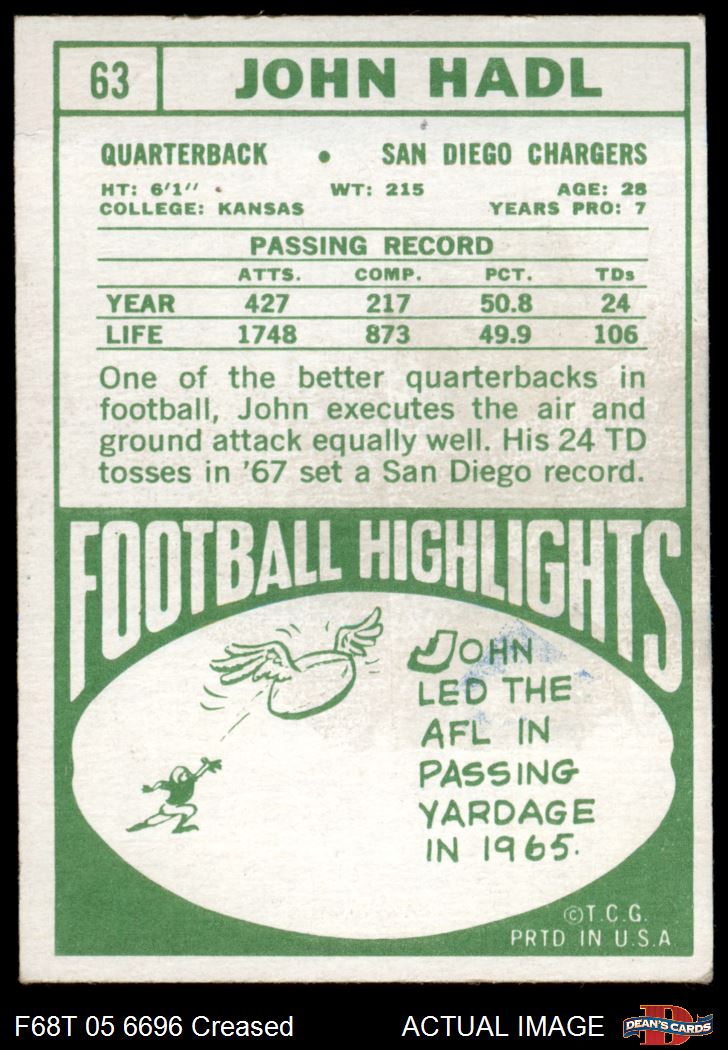 63 JOHN HADL
QUARTERBACK • SAN DIEGO CHARGERS
HT: 6'1" WT: 215 AGE: 28
COLLEGE: KANSAS YEARS PRO: 7
PASSING RECORD
ATTS. COMP. PCT. TDs
YEAR 427 217 50.8 24
LIFE 1748 873 49.9 106
One of the better quarterbacks in
football, John executes the air and
ground attack equally well. His 24 TD
tosses in '67 set a San Diego record.
FOOTBALL HIGHLIGHTS
JOHN
LED THE
AFL IN
PASSING
YARDAGE
IN 1965.
©T.C.G.
PRTD IN U.S.A
F68T 05 6696 Creased ACTUAL IMAGE
D
DEAN'S CARDS